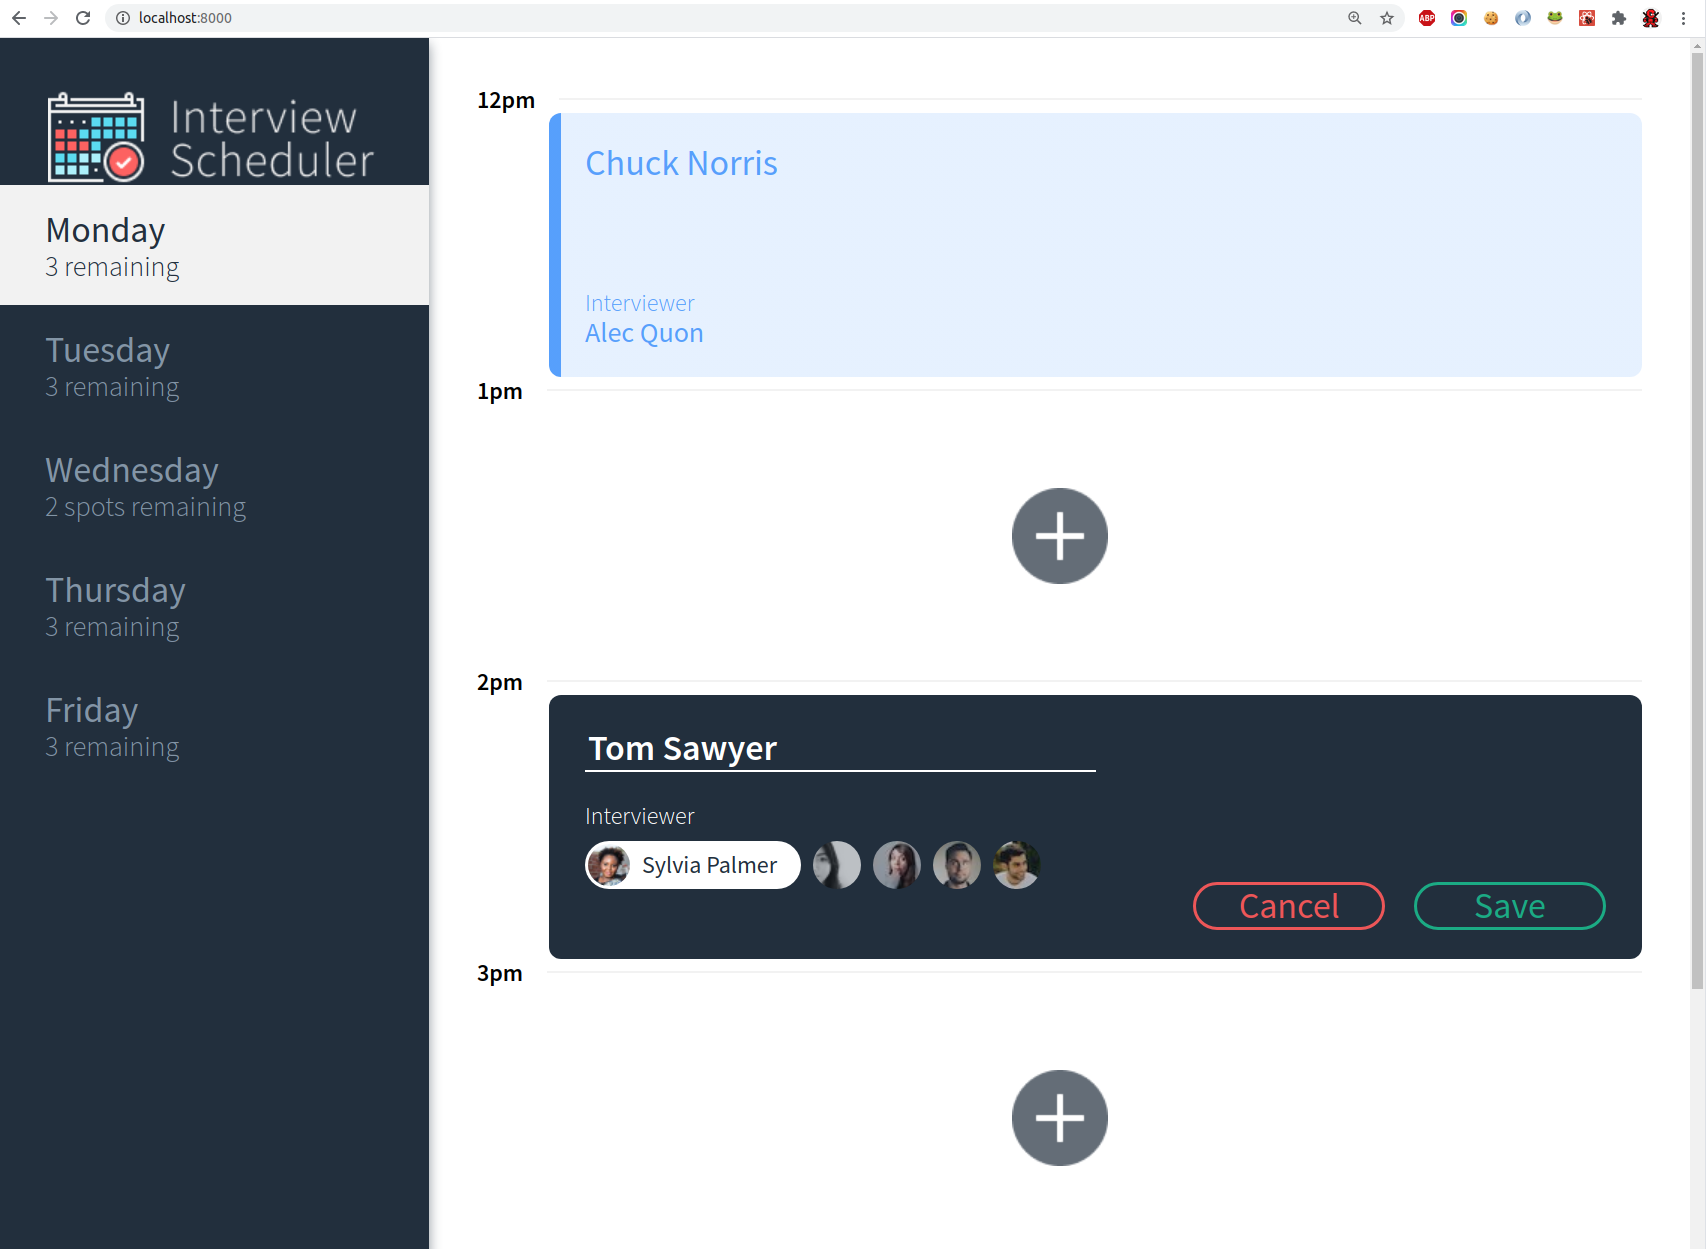 localhost:8000
ABP
Interview
Scheduler
Monday
3 remaining
Tuesday
3 remaining
Wednesday
2 spots remaining
Thursday
3 remaining
Friday
3 remaining
12pm
Chuck Norris
Interviewer
Alec Quon
1pm
2pm
Tom Sawyer
Interviewer
Sylvia Palmer
Cancel
Save
3pm